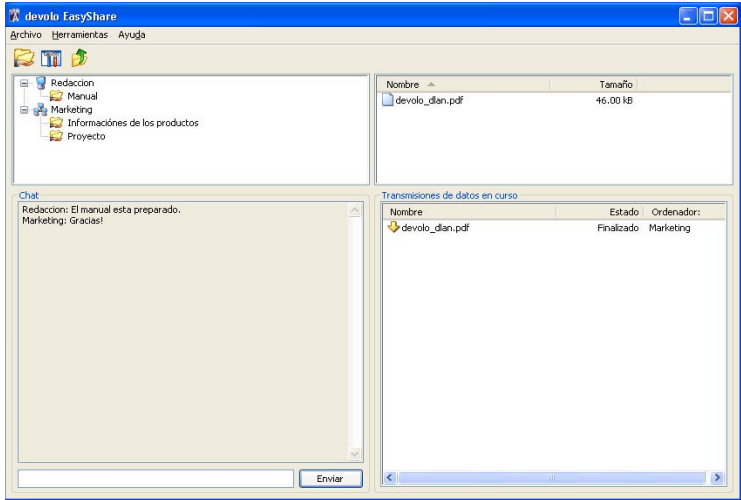 devolo EasyShare
Archivo Herramientas Ayuda
Redaccion
Manual
Marketing
Informaciónes de los productos
Proyecto
Nombre Tamaño
devolo_dlan.pdf 46.00 kB
Chat
Redaccion: El manual esta preparado.
Marketing: Gracias!
Enviar
Transmisiones de datos en curso
Nombre Estado Ordenador:
devolo_dlan.pdf Finalizado Marketing